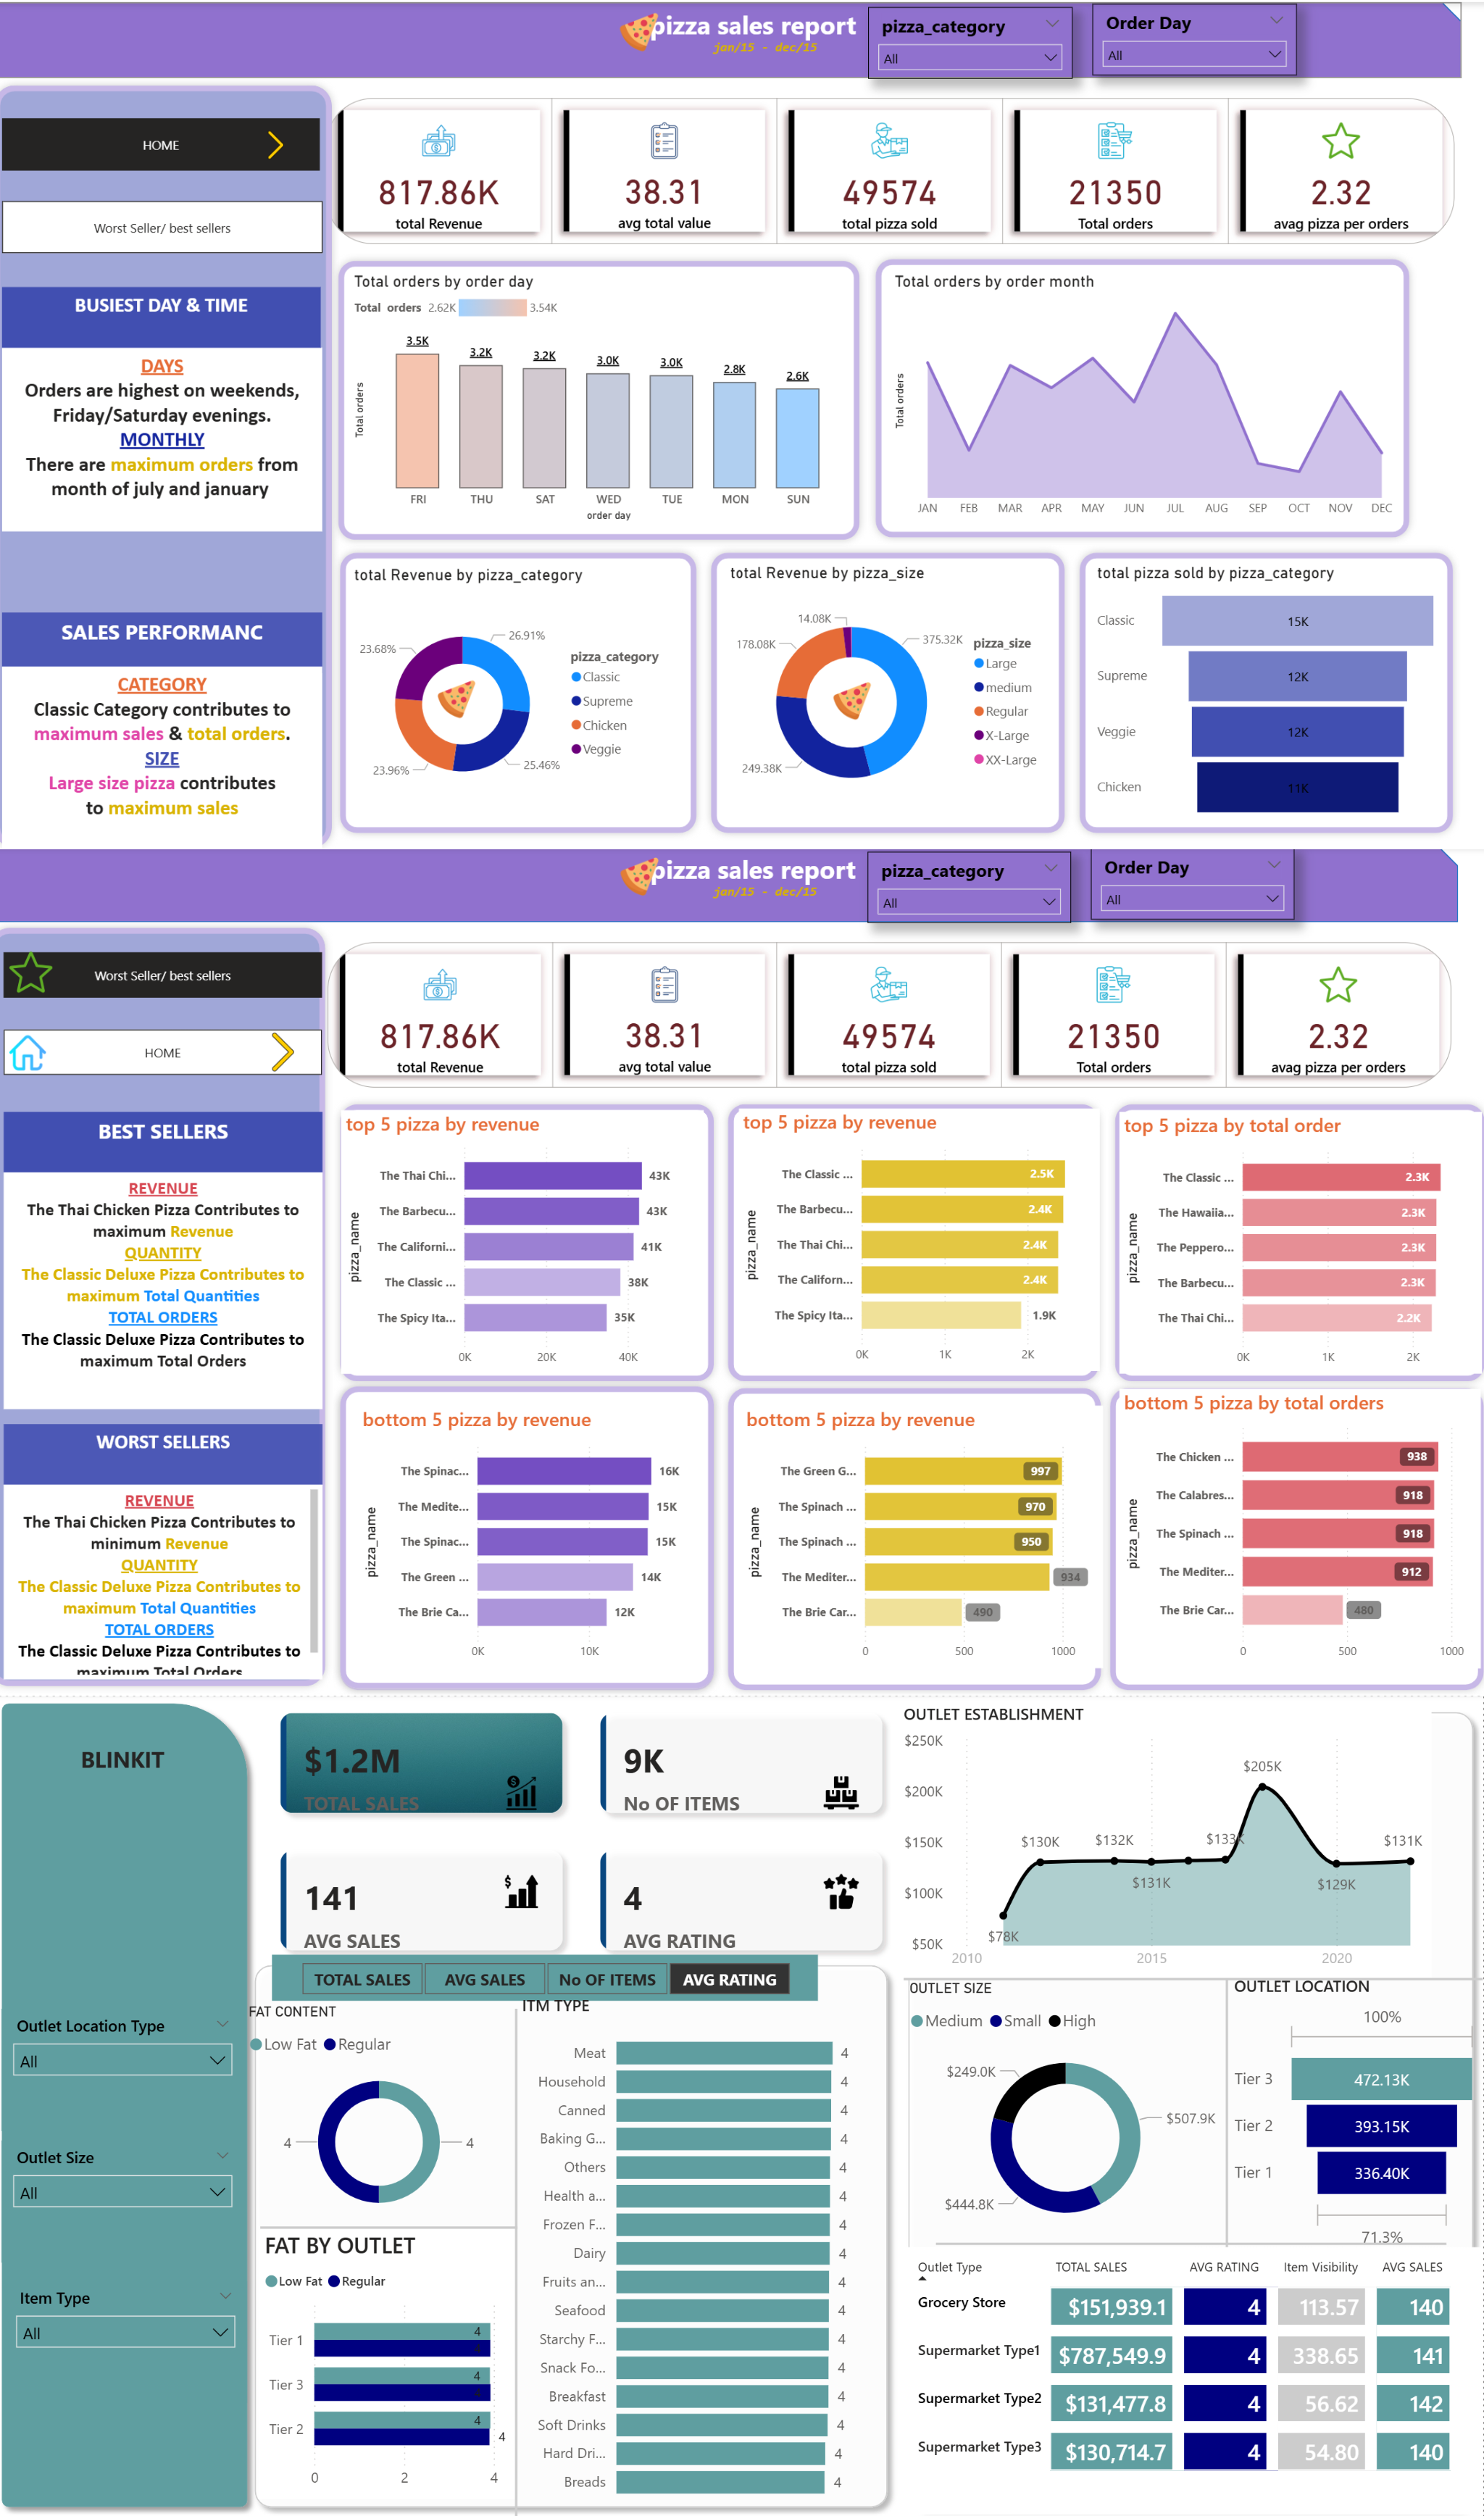 pizza sales report
jan/15 - dec/15
pizza_category
All
Order Day
All
HOME
Worst Seller/ best sellers
BUSIEST DAY & TIME
DAYS
Orders are highest on weekends,
Friday/Saturday evenings.
MONTHLY
There are maximum orders from
month of july and january
SALES PERFORMANC
CATEGORY
Classic Category contributes to
maximum sales & total orders.
SIZE
Large size pizza contributes
to maximum sales
817.86K
total Revenue
38.31
avg total value
49574
total pizza sold
21350
Total orders
2.32
avag pizza per orders
Total orders by order day
Total orders 2.62K 3.54K
Total orders
3.5K 3.2K 3.2K 3.0K 3.0K 2.8K 2.6K
FRI THU SAT WED TUE MON SUN
order day
Total orders by order month
Total orders
JAN FEB MAR APR MAY JUN JUL AUG SEP OCT NOV DEC
total Revenue by pizza_category
26.91%
23.68%
23.96%
25.46%
pizza_category
Classic
Supreme
Chicken
Veggie
total Revenue by pizza_size
14.08K
178.08K
375.32K
249.38K
pizza_size
Large
medium
Regular
X-Large
XX-Large
total pizza sold by pizza_category
Classic 15K
Supreme 12K
Veggie 12K
Chicken 11K
pizza sales report
jan/15 - dec/15
pizza_category
All
Order Day
All
Worst Seller/ best sellers
HOME
BEST SELLERS
REVENUE
The Thai Chicken Pizza Contributes to
maximum Revenue
QUANTITY
The Classic Deluxe Pizza Contributes to
maximum Total Quantities
TOTAL ORDERS
The Classic Deluxe Pizza Contributes to
maximum Total Orders
WORST SELLERS
REVENUE
The Thai Chicken Pizza Contributes to
minimum Revenue
QUANTITY
The Classic Deluxe Pizza Contributes to
maximum Total Quantities
TOTAL ORDERS
The Classic Deluxe Pizza Contributes to
maximum Total Orders
817.86K
total Revenue
38.31
avg total value
49574
total pizza sold
21350
Total orders
2.32
avag pizza per orders
top 5 pizza by revenue
pizza_name
The Thai Chi... 43K
The Barbecu... 43K
The Californi... 41K
The Classic ... 38K
The Spicy Ita... 35K
0K 20K 40K
top 5 pizza by revenue
pizza_name
The Classic ... 2.5K
The Barbecu... 2.4K
The Thai Chi... 2.4K
The Californ... 2.4K
The Spicy Ita... 1.9K
0K 1K 2K
top 5 pizza by total order
pizza_name
The Classic ... 2.3K
The Hawaiia... 2.3K
The Peppero... 2.3K
The Barbecu... 2.3K
The Thai Chi... 2.2K
0K 1K 2K
bottom 5 pizza by revenue
pizza_name
The Spinac... 16K
The Medite... 15K
The Spinac... 15K
The Green ... 14K
The Brie Ca... 12K
0K 10K
bottom 5 pizza by revenue
pizza_name
The Green G... 997
The Spinach ... 970
The Spinach ... 950
The Mediter... 934
The Brie Car... 490
0 500 1000
bottom 5 pizza by total orders
pizza_name
The Chicken ... 938
The Calabres... 918
The Spinach ... 918
The Mediter... 912
The Brie Car... 480
0 500 1000
BLINKIT
Outlet Location Type
All
Outlet Size
All
Item Type
All
$1.2M
TOTAL SALES
9K
No OF ITEMS
141
AVG SALES
4
AVG RATING
TOTAL SALES AVG SALES No OF ITEMS AVG RATING
FAT CONTENT
Low Fat Regular
4 4
FAT BY OUTLET
Low Fat Regular
Tier 1 4 4
Tier 3 4 4
Tier 2 4 4
0 2 4
ITM TYPE
Meat 4
Household 4
Canned 4
Baking G... 4
Others 4
Health a... 4
Frozen F... 4
Dairy 4
Fruits an... 4
Seafood 4
Starchy F... 4
Snack Fo... 4
Breakfast 4
Soft Drinks 4
Hard Dri... 4
Breads 4
OUTLET ESTABLISHMENT
$250K
$200K
$150K
$100K
$50K
$78K
$130K
$132K
$131K
$133K
$205K
$129K
$131K
2010 2015 2020
OUTLET SIZE
Medium Small High
$249.0K
$507.9K
$444.8K
OUTLET LOCATION
100%
Tier 3 472.13K
Tier 2 393.15K
Tier 1 336.40K
71.3%
Outlet Type TOTAL SALES AVG RATING Item Visibility AVG SALES
Grocery Store $151,939.1 4 113.57 140
Supermarket Type1 $787,549.9 4 338.65 141
Supermarket Type2 $131,477.8 4 56.62 142
Supermarket Type3 $130,714.7 4 54.80 140